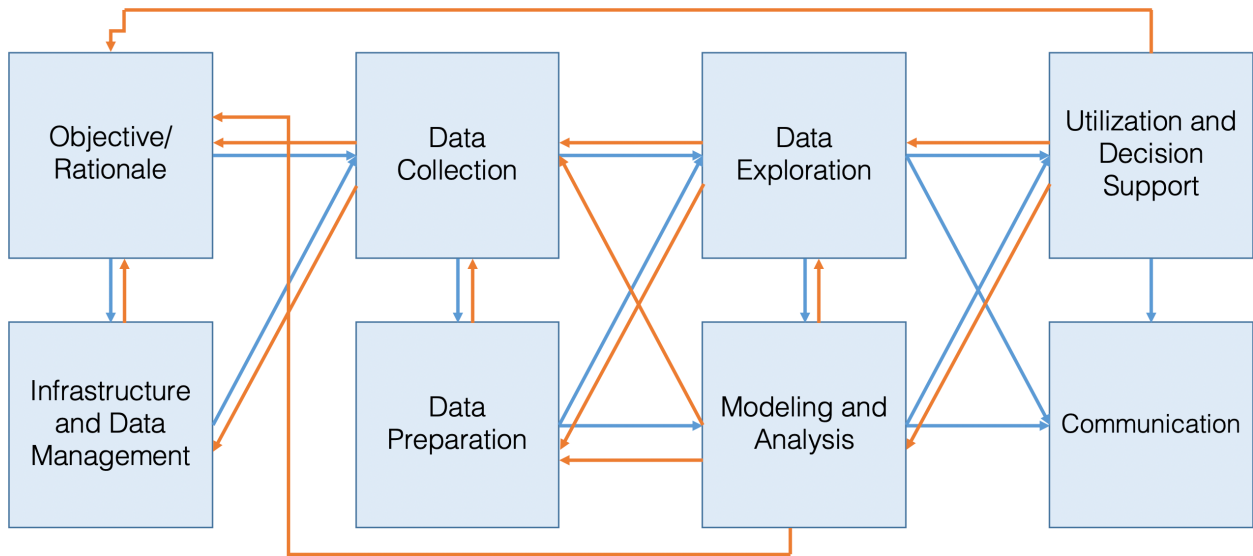 Objective/
Rationale
Data
Collection
Data
Exploration
Utilization and
Decision
Support
Infrastructure
and Data
Management
Data
Preparation
Modeling and
Analysis
Communication